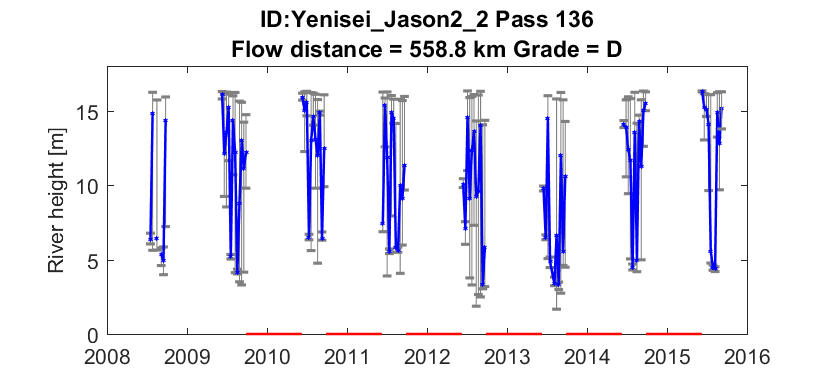 ID:Yenisei_Jason2_2 Pass 136
Flow distance = 558.8 km Grade = D
River height [m]
15
10
5
0
2008 2009 2010 2011 2012 2013 2014 2015 2016